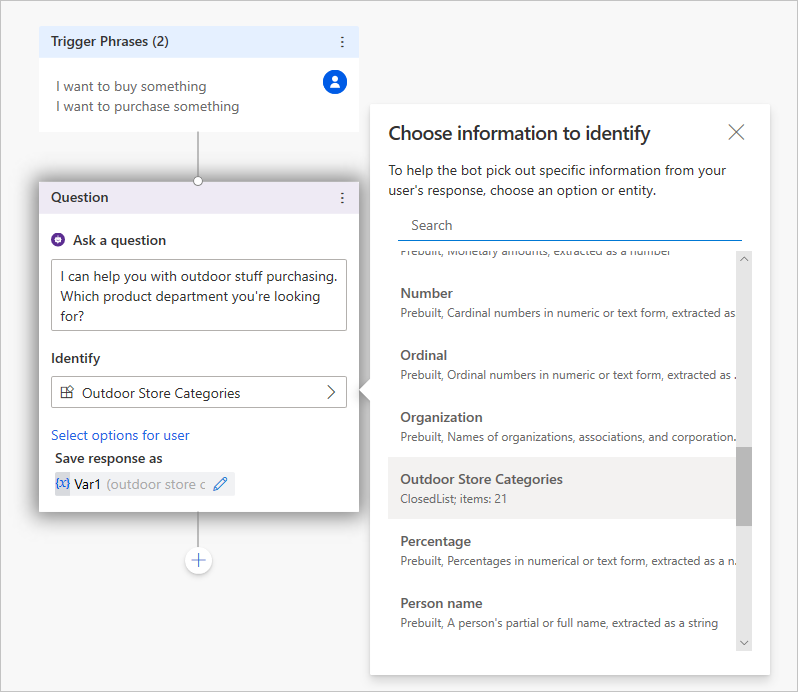 Trigger Phrases (2)
I want to buy something
I want to purchase something
Question
Ask a question
I can help you with outdoor stuff purchasing.
Which product department you're looking
for?
Identify
Outdoor Store Categories
Select options for user
Save response as
{x} Var1 (outdoor store c
Choose information to identify
To help the bot pick out specific information from your
user's response, choose an option or entity.
Search
Prebuilt, Monetary amounts, extracted as a number
Number
Prebuilt, Cardinal numbers in numeric or text form, extracted as
Ordinal
Prebuilt, Ordinal numbers in numeric or text form, extracted as .
Organization
Prebuilt, Names of organizations, associations, and corporation.
Outdoor Store Categories
ClosedList; items: 21
Percentage
Prebuilt, Percentages in numerical or text form, extracted as a n.
Person name
Prebuilt, A person's partial or full name, extracted as a string